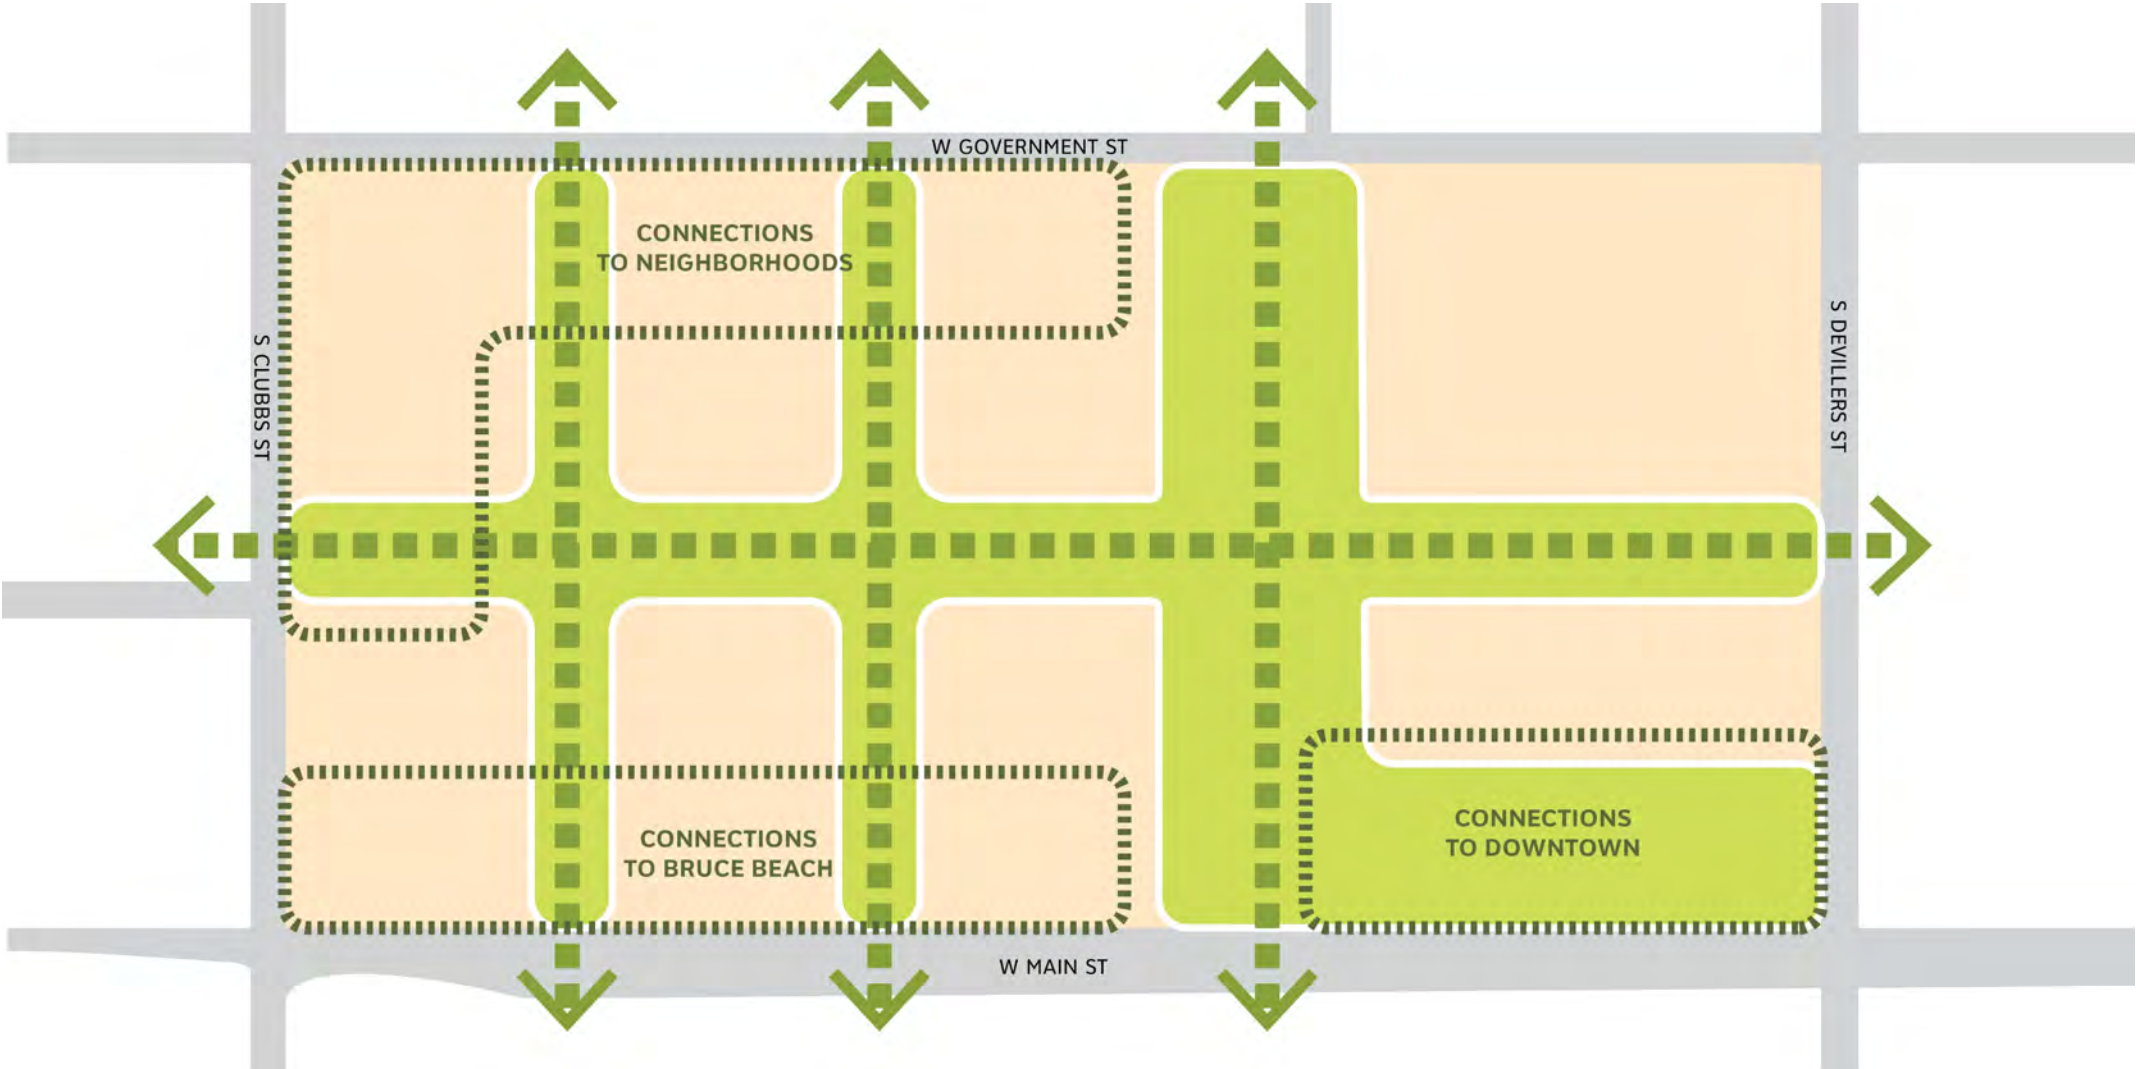 W GOVERNMENT ST
CONNECTIONS
TO NEIGHBORHOODS
S CLUBBS ST
S DEVILLERS ST
CONNECTIONS
TO BRUCE BEACH
CONNECTIONS
TO DOWNTOWN
W MAIN ST